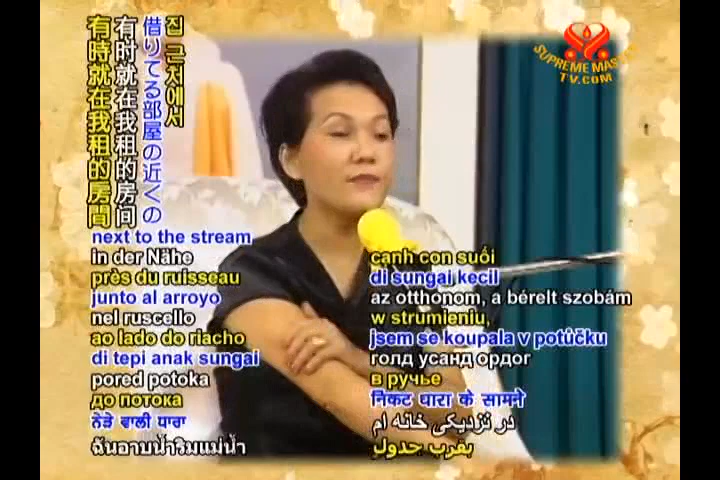 有時就在我租的房間
有时就在我租的房间
借りてる部屋の近くの
집 근처에서
SUPREME MASTER
TV.COM
next to the stream
in der Nähe
près du ruisseau
junto al arroyo
nel ruscello
ao lado do riacho
di tepi anak sungai
pored potoka
до потока
ਨੇੜੇ ਵਾਲੀ ਧਾਰਾ
ฉันอาบน้ำริมแม่น้ำ
cạnh con suối
di sungai kecil
az otthonom, a bérelt szobám
w strumieniu,
jsem se koupala v potůčku
голд усанд ордог
в ручье
निकट धारा के सामने
در نزدیکی خانه ام
بقرب جدول